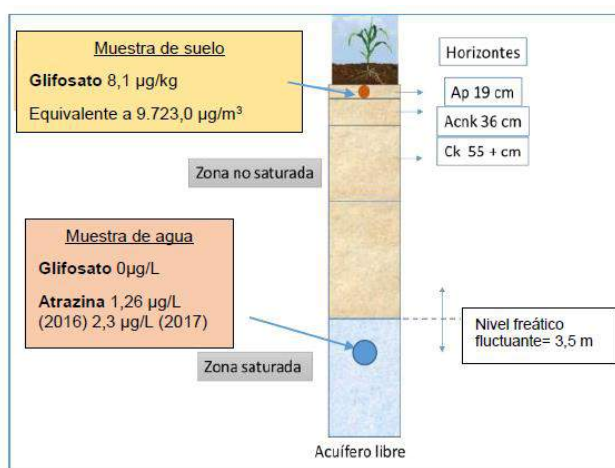 Muestra de suelo
Glifosato 8,1 µg/kg
Equivalente a 9.723,0 µg/m³
Horizontes
Ap 19 cm
Acnk 36 cm
Ck 55 + cm
Zona no saturada
Muestra de agua
Glifosato 0µg/L
Atrazina 1,26 µg/L
(2016) 2,3 µg/L (2017)
Nivel freático
fluctuante= 3,5 m
Zona saturada
Acuífero libre